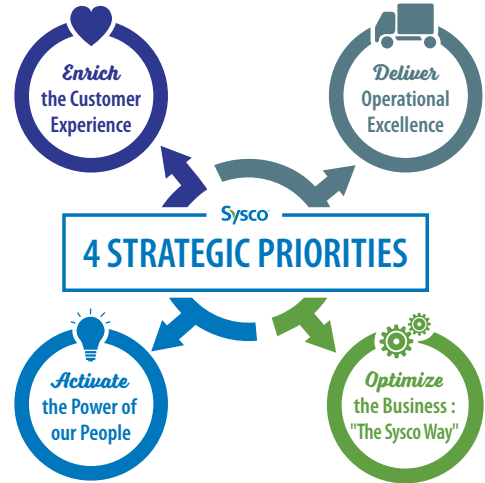 Enrich
the Customer
Experience
Deliver
Operational
Excellence
Sysco
4 STRATEGIC PRIORITIES
Activate
the Power of
our People
Optimize
the Business :
"The Sysco Way"